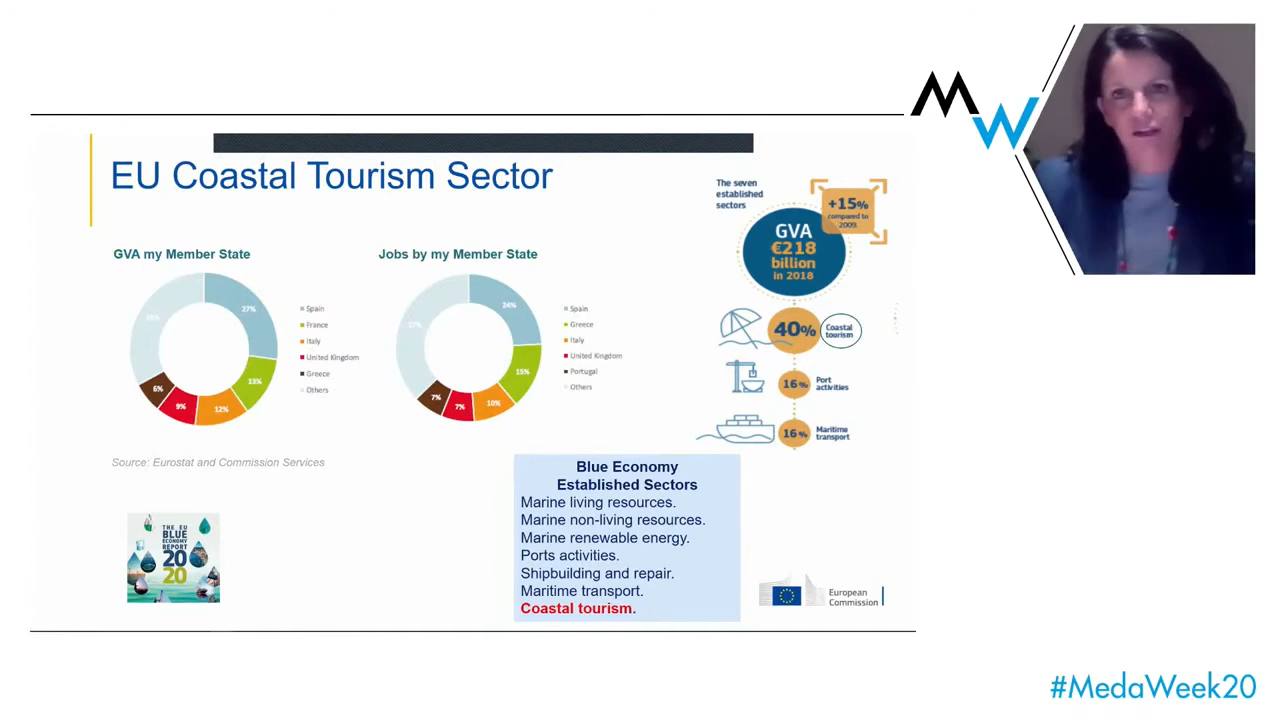 MW
EU Coastal Tourism Sector
GVA my Member State
27%
13%
12%
9%
6%
Spain
France
Italy
United Kingdom
Greece
Others
Jobs by my Member State
24%
15%
10%
7%
7%
37%
Spain
Greece
Italy
United Kingdom
Portugal
Others
Source: Eurostat and Commission Services
The seven
established
sectors
+15%
compared to
2009
GVA
€218
billion
in 2018
40%
Coastal
tourism
16%
Port
activities
16%
Maritime
transport
THE EU
BLUE
ECONOMY
REPORT
20
20
Blue Economy
Established Sectors
Marine living resources.
Marine non-living resources.
Marine renewable energy.
Ports activities.
Shipbuilding and repair.
Maritime transport.
Coastal tourism.
European
Commission
#MedaWeek20